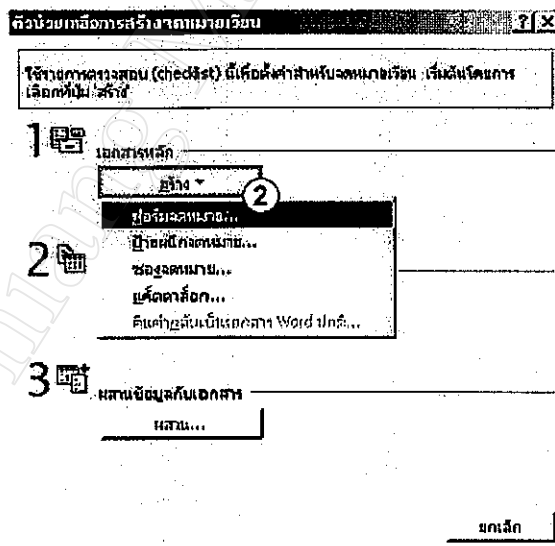 ตัวช่วยเหลือการสร้างจดหมายเวียน
ใช้รายการตรวจสอบ (checklist) นี้เพื่อตั้งค่าสำหรับจดหมายเวียน เริ่มต้นโดยการ
เลือกที่ปุ่ม 'สร้าง'
1 เอกสารหลัก
สร้าง
2
ฟอร์มจดหมาย...
ป้ายผนึกจดหมาย...
2 ซองจดหมาย...
แค็ตตาล็อก...
คืนค่ากลับเป็นเอกสาร Word ปกติ...
3 ผสานข้อมูลกับเอกสาร
ผสาน...
ยกเลิก